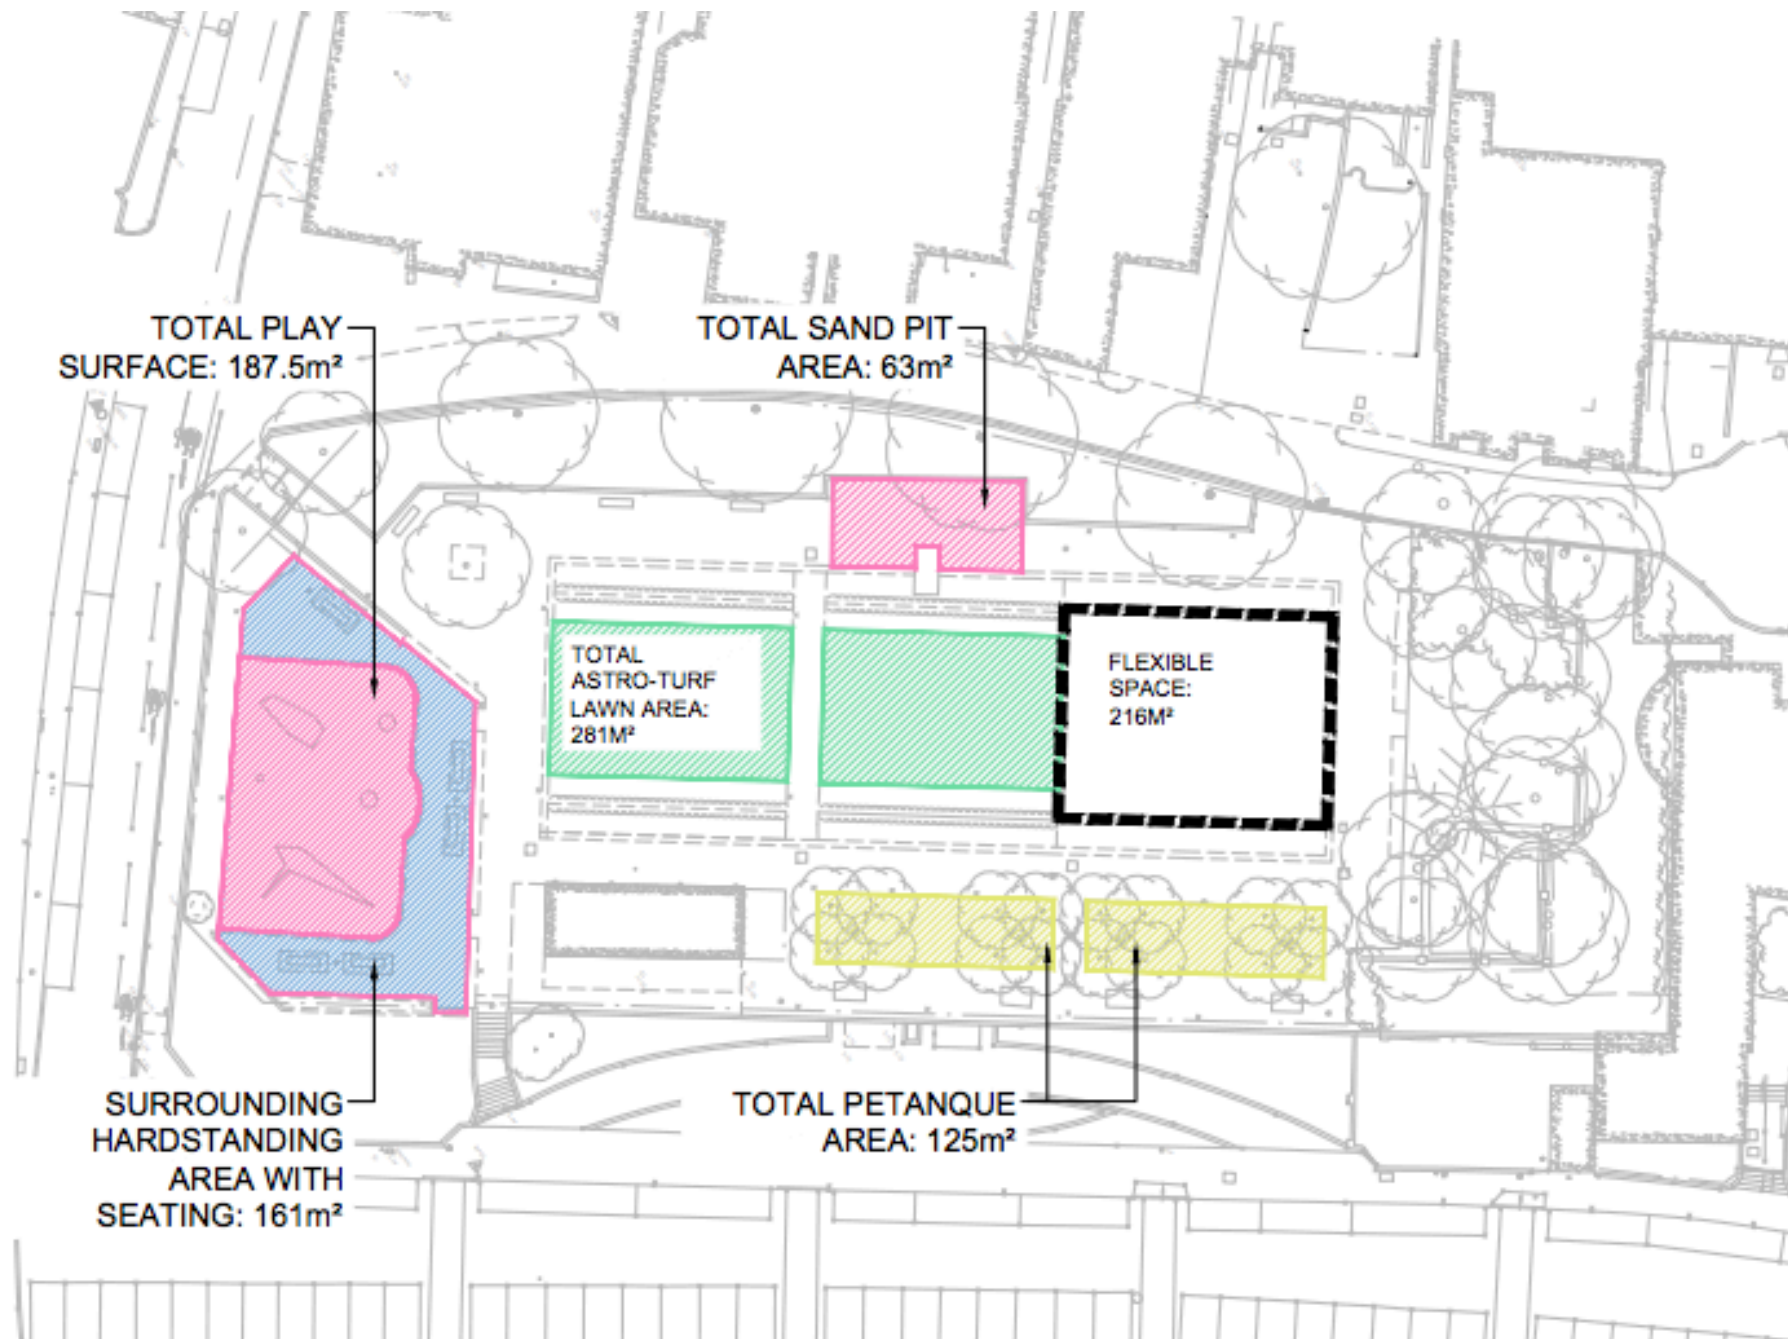 TOTAL PLAY
SURFACE: 187.5m²
TOTAL SAND PIT
AREA: 63m²
TOTAL
ASTRO-TURF
LAWN AREA:
281M²
FLEXIBLE
SPACE:
216M²
SURROUNDING
HARDSTANDING
AREA WITH
SEATING: 161m²
TOTAL PETANQUE
AREA: 125m²